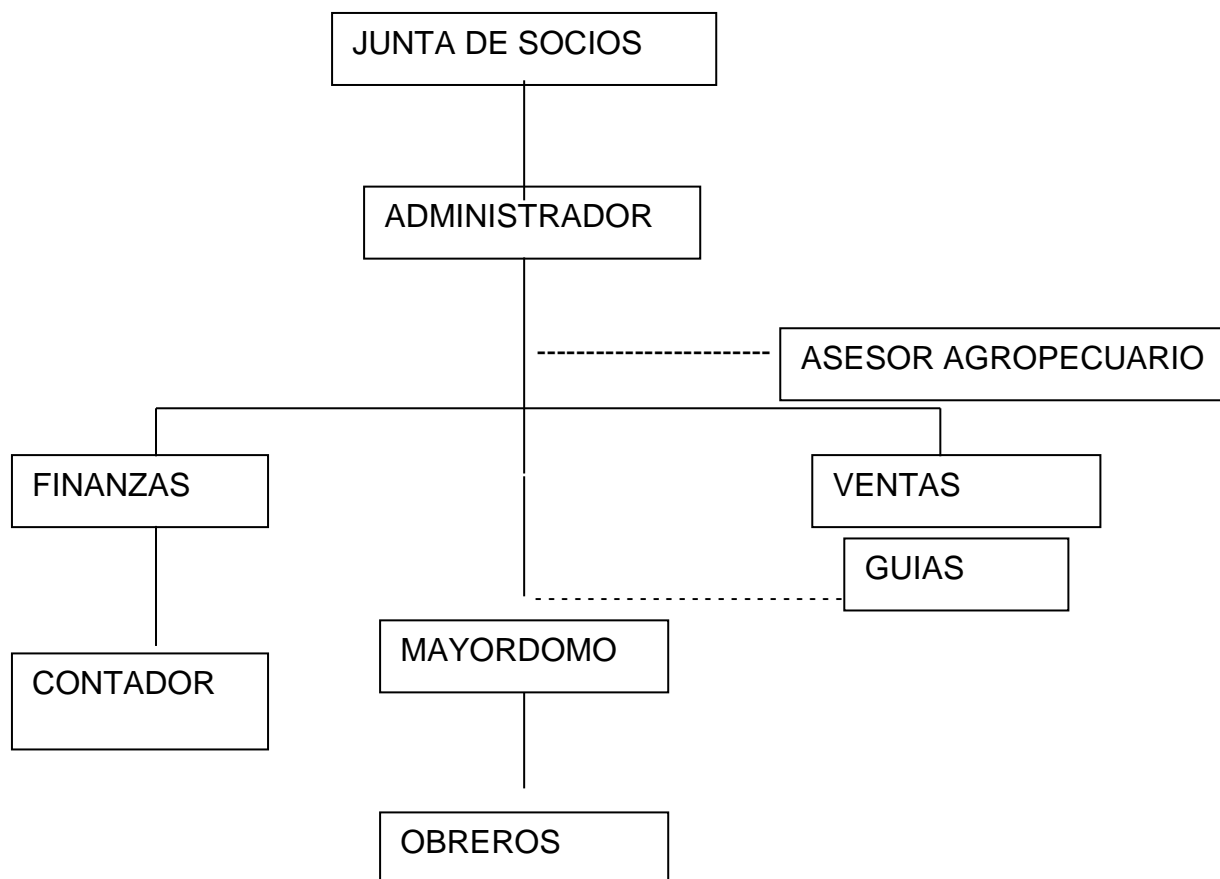 JUNTA DE SOCIOS
ADMINISTRADOR
ASESOR AGROPECUARIO
FINANZAS
VENTAS
GUIAS
MAYORDOMO
CONTADOR
OBREROS